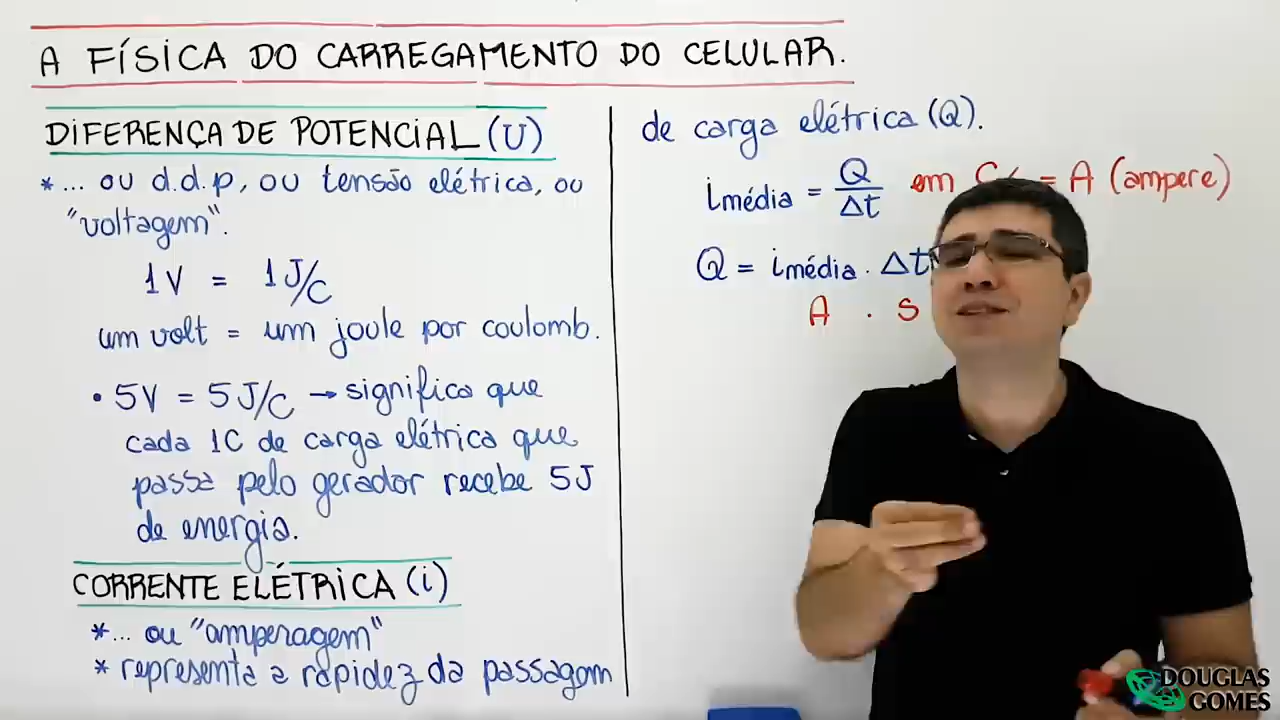 A FÍSICA DO CARREGAMENTO DO CELULAR.
DIFERENÇA DE POTENCIAL (U)
*... ou d.d.p, ou tensão elétrica, ou
"voltagem".
1V = 1J/C
um volt = um joule por coulomb.
• 5V = 5J/C → significa que
cada 1C de carga elétrica que
passa pelo gerador recebe 5J
de energia.
CORRENTE ELÉTRICA (i)
*... ou "amperagem"
* representa a rapidez da passagem
de carga elétrica (Q).
imédia = Q/Δt em = A (ampere)
Q = imédia . Δt
A . s
DOUGLAS
GOMES